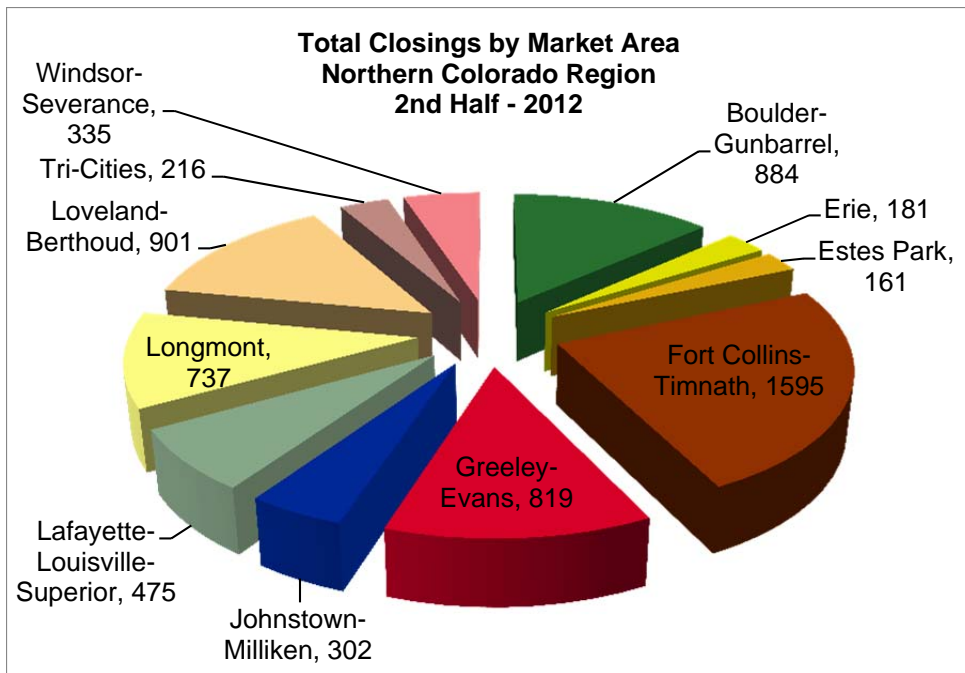 Total Closings by Market Area
Northern Colorado Region
2nd Half - 2012
Windsor-
Severance,
335
Tri-Cities, 216
Loveland-
Berthoud, 901
Boulder-
Gunbarrel,
884
Erie, 181
Estes Park,
161
Longmont,
737
Fort Collins-
Timnath, 1595
Greeley-
Evans, 819
Lafayette-
Louisville-
Superior, 475
Johnstown-
Milliken, 302